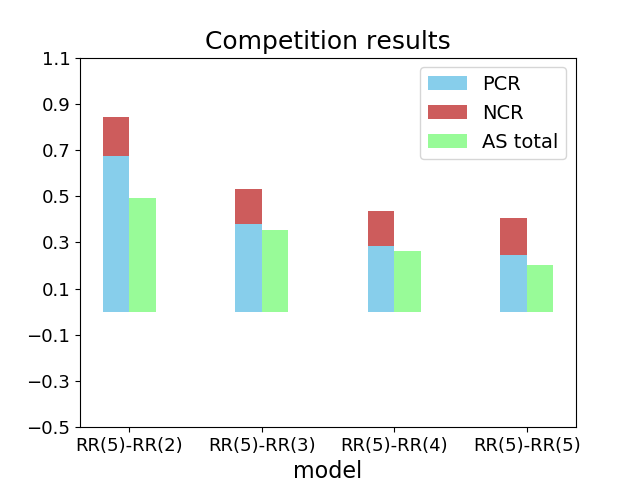 Competition results
1.1
0.9
0.7
0.5
0.3
0.1
−0.1
−0.3
−0.5
PCR
NCR
AS total
RR(5)-RR(2) RR(5)-RR(3) RR(5)-RR(4) RR(5)-RR(5)
model